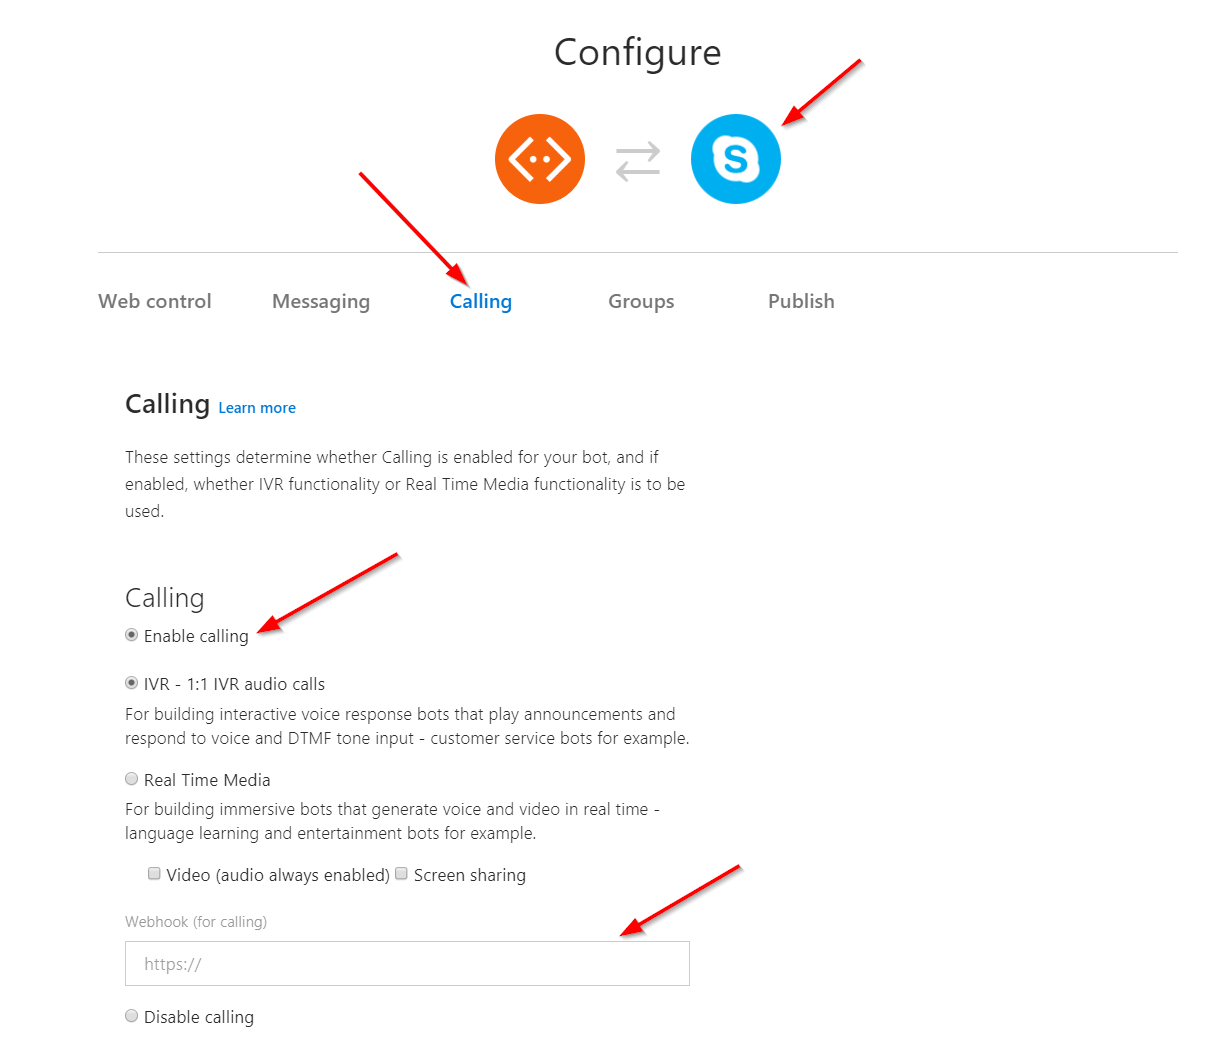 Configure
S
Web control Messaging Calling Groups Publish
Calling Learn more
These settings determine whether Calling is enabled for your bot, and if
enabled, whether IVR functionality or Real Time Media functionality is to be
used.
Calling
Enable calling
IVR - 1:1 IVR audio calls
For building interactive voice response bots that play announcements and
respond to voice and DTMF tone input - customer service bots for example.
Real Time Media
For building immersive bots that generate voice and video in real time -
language learning and entertainment bots for example.
Video (audio always enabled) Screen sharing
Webhook (for calling)
https://
Disable calling